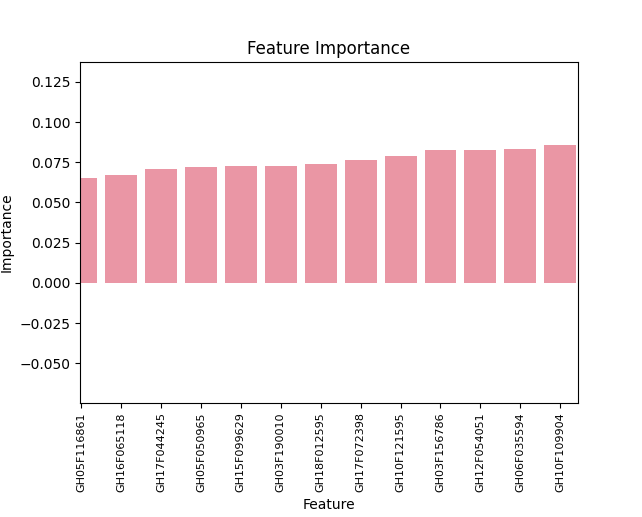 Feature Importance
0.125
0.100
0.075
0.050
0.025
0.000
−0.025
−0.050
Importance
GH05F116861
GH16F065118
GH17F044245
GH05F050965
GH15F099629
GH03F190010
GH18F012595
GH17F072398
GH10F121595
GH03F156786
GH12F054051
GH06F035594
GH10F109904
Feature